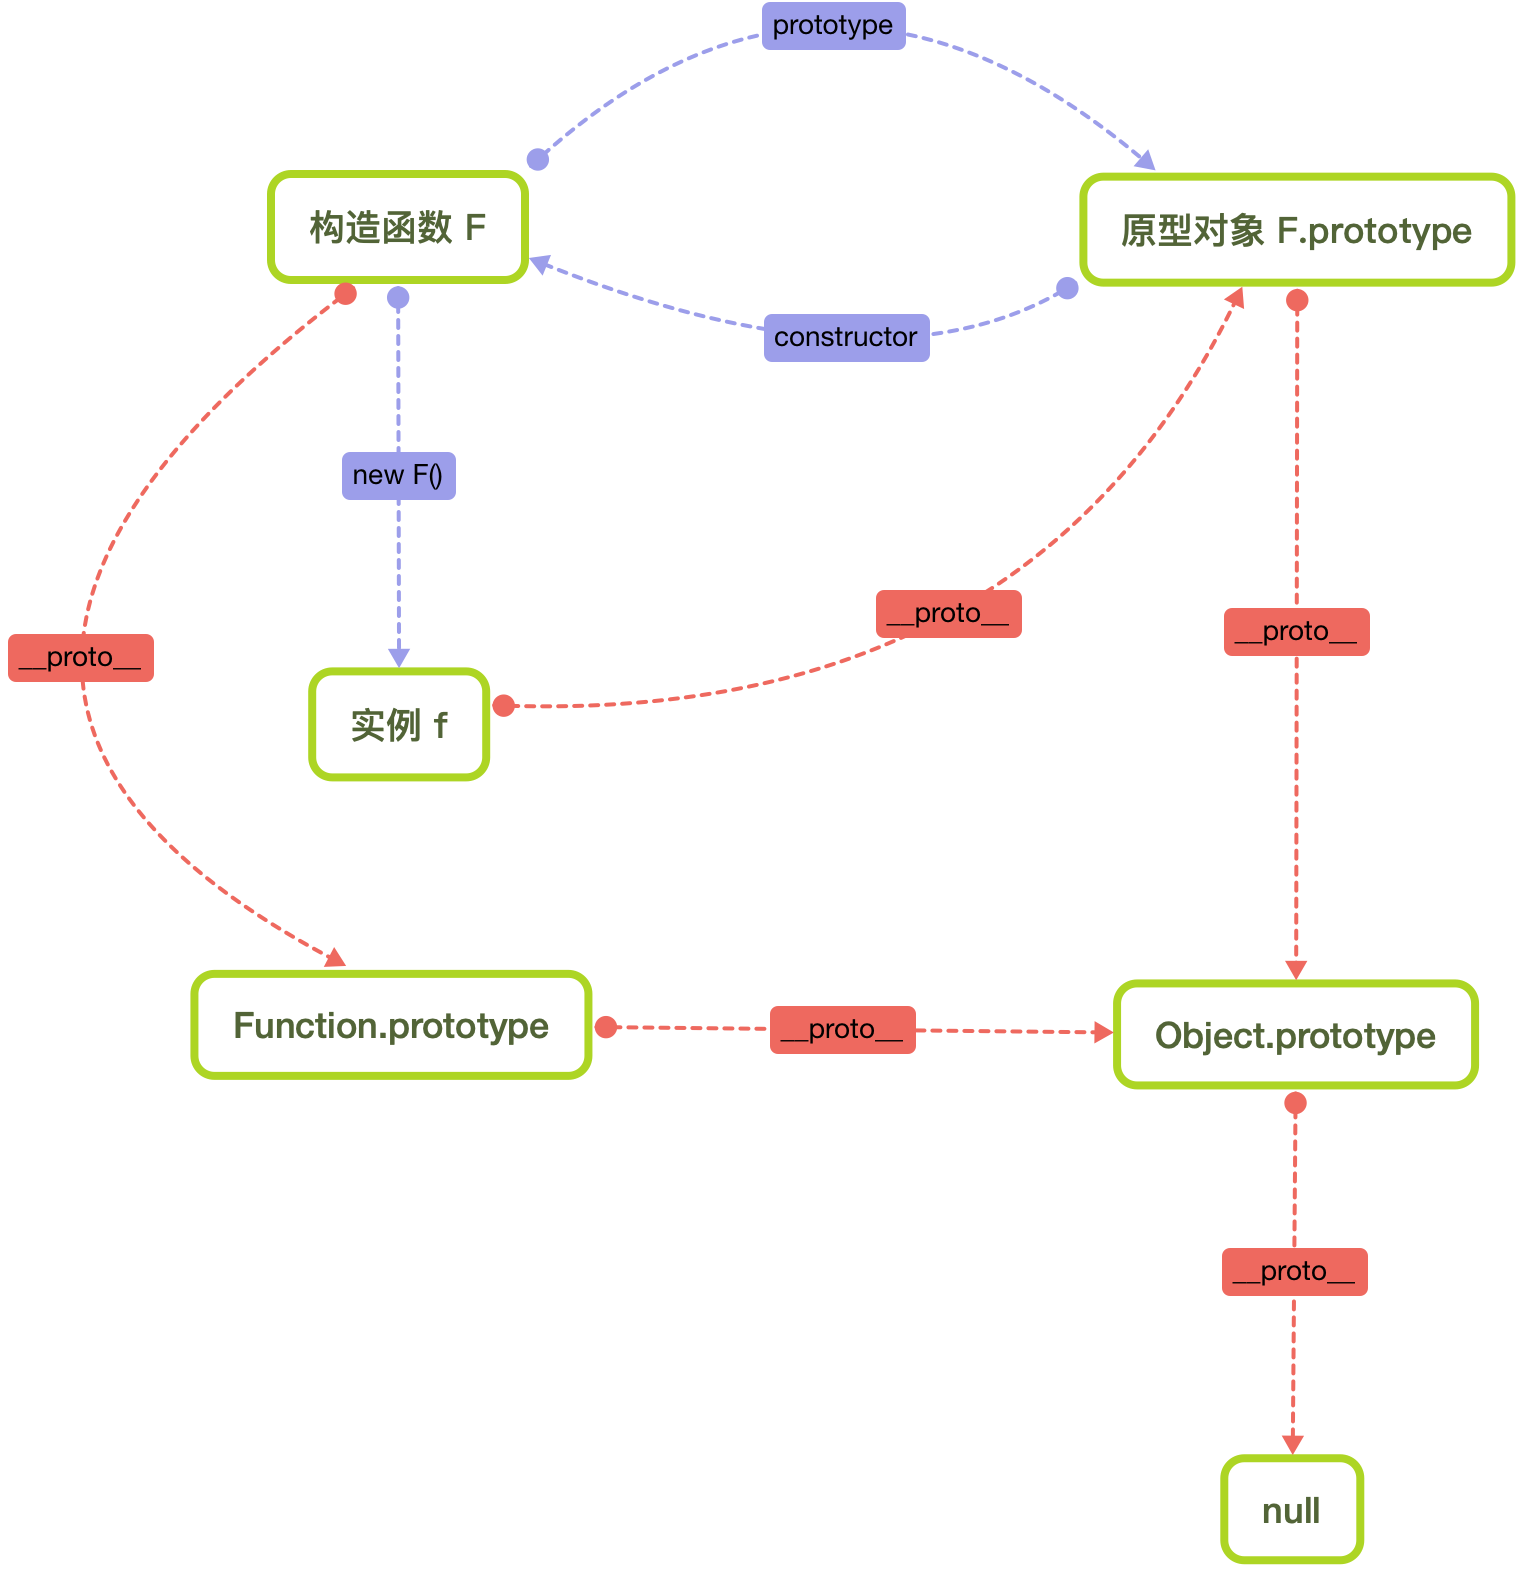 prototype
构造函数 F
原型对象 F.prototype
constructor
new F()
__proto__
__proto__
__proto__
实例 f
Function.prototype
__proto__
Object.prototype
__proto__
null